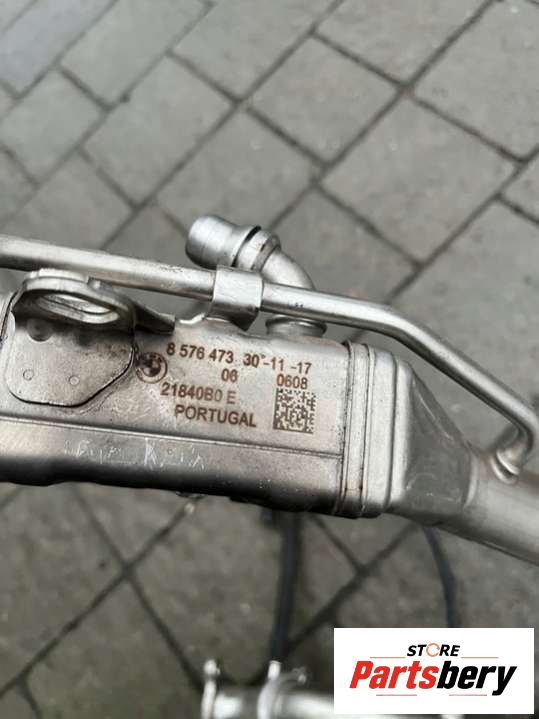 8 576 473 30-11-17
06 0608
21840B0 E
PORTUGAL
STORE
Partsbery